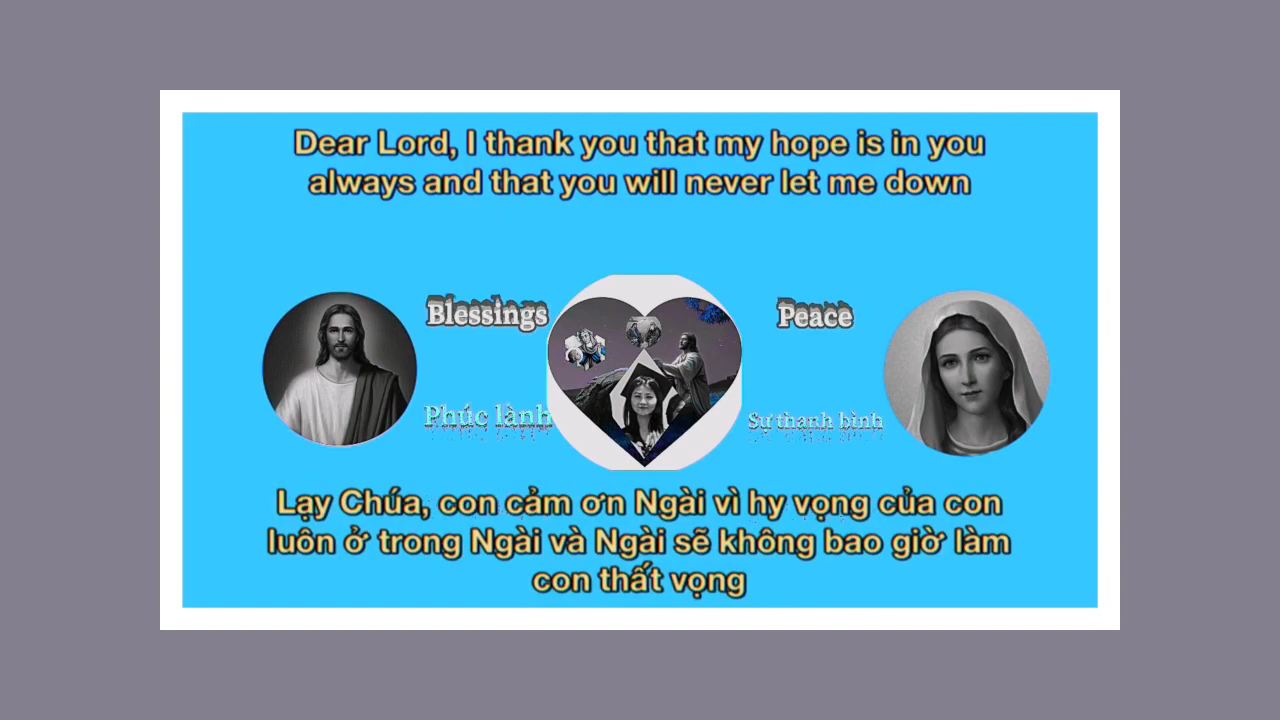 Dear Lord, I thank you that my hope is in you
always and that you will never let me down
Blessings
Peace
Phúc lành
Sự thanh bình
Lạy Chúa, con cảm ơn Ngài vì hy vọng của con
luôn ở trong Ngài và Ngài sẽ không bao giờ làm
con thất vọng